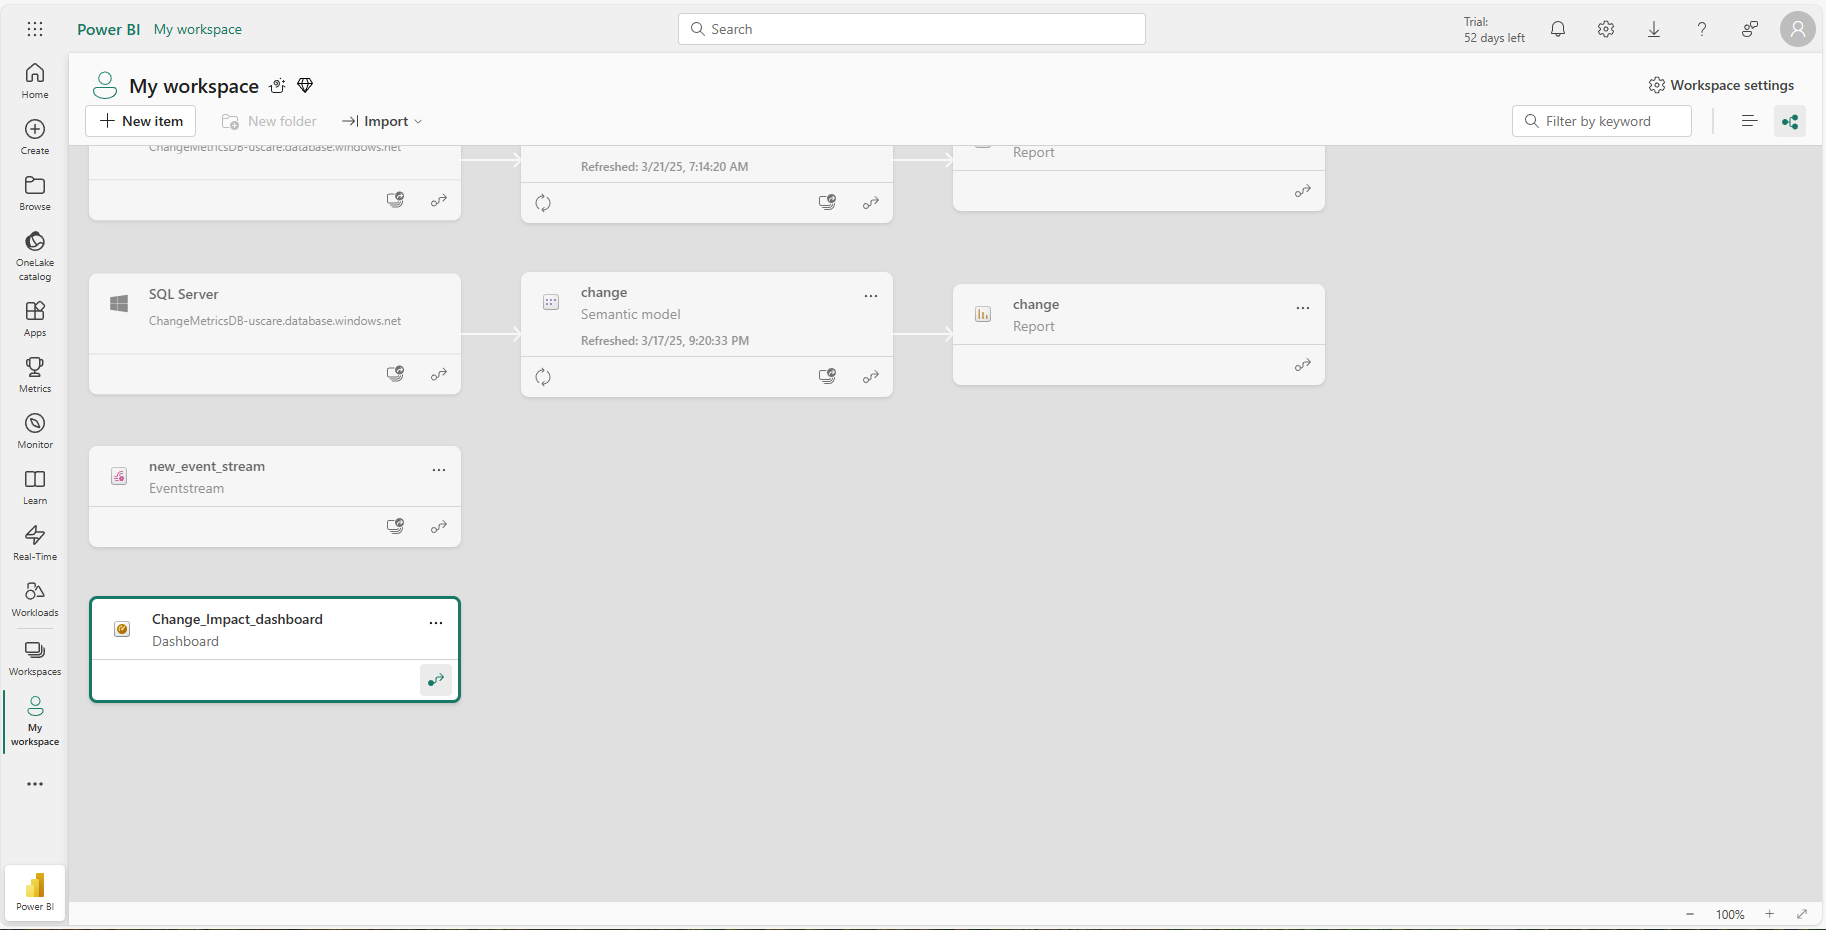 Power BI My workspace
Search
Trial:
52 days left
Home
Create
Browse
OneLake
catalog
Apps
Metrics
Monitor
Learn
Real-Time
Workloads
Workspaces
My
workspace
Power BI
My workspace
Workspace settings
New item
New folder
Import
Filter by keyword
ChangeMetricsDB-uscare.database.windows.net
Refreshed: 3/21/25, 7:14:20 AM
Report
SQL Server
ChangeMetricsDB-uscare.database.windows.net
change
Semantic model
Refreshed: 3/17/25, 9:20:33 PM
change
Report
new_event_stream
Eventstream
Change_Impact_dashboard
Dashboard
100%